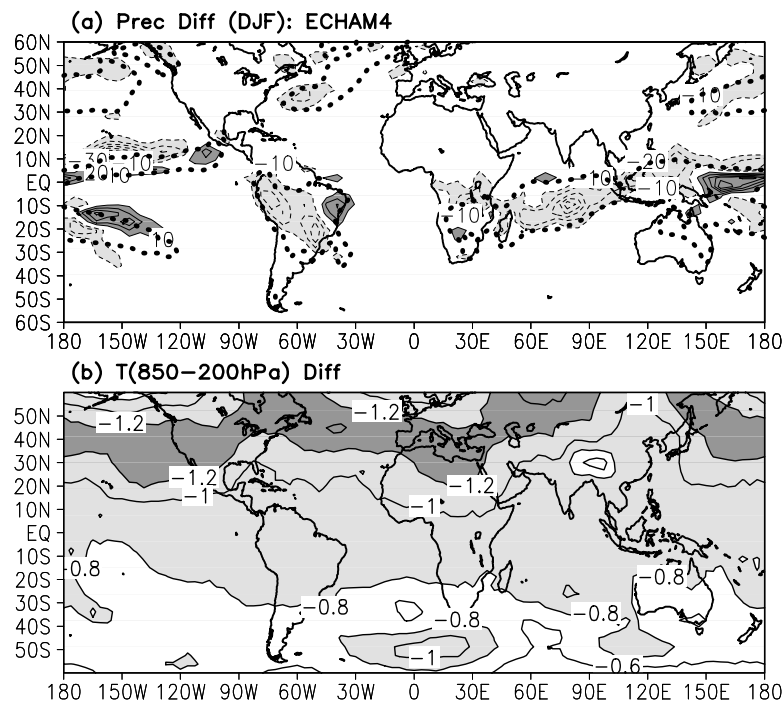 (a) Prec Diff (DJF): ECHAM4
60N
50N
40N
30N
20N
10N
EQ
10S
20S
30S
40S
50S
60S
−10
−10
−10
−20
−10
10
−10
10
180 150W 120W 90W 60W 30W 0 30E 60E 90E 120E 150E 180
(b) T(850−200hPa) Diff
50N
40N
30N
20N
10N
EQ
10S
20S
30S
40S
50S
−1.2
−1.2
−1
−1.2
−1.2
−1
−1
−0.8
−0.8
−0.8
−0.8
−0.8
−1
−0.6
180 150W 120W 90W 60W 30W 0 30E 60E 90E 120E 150E 180